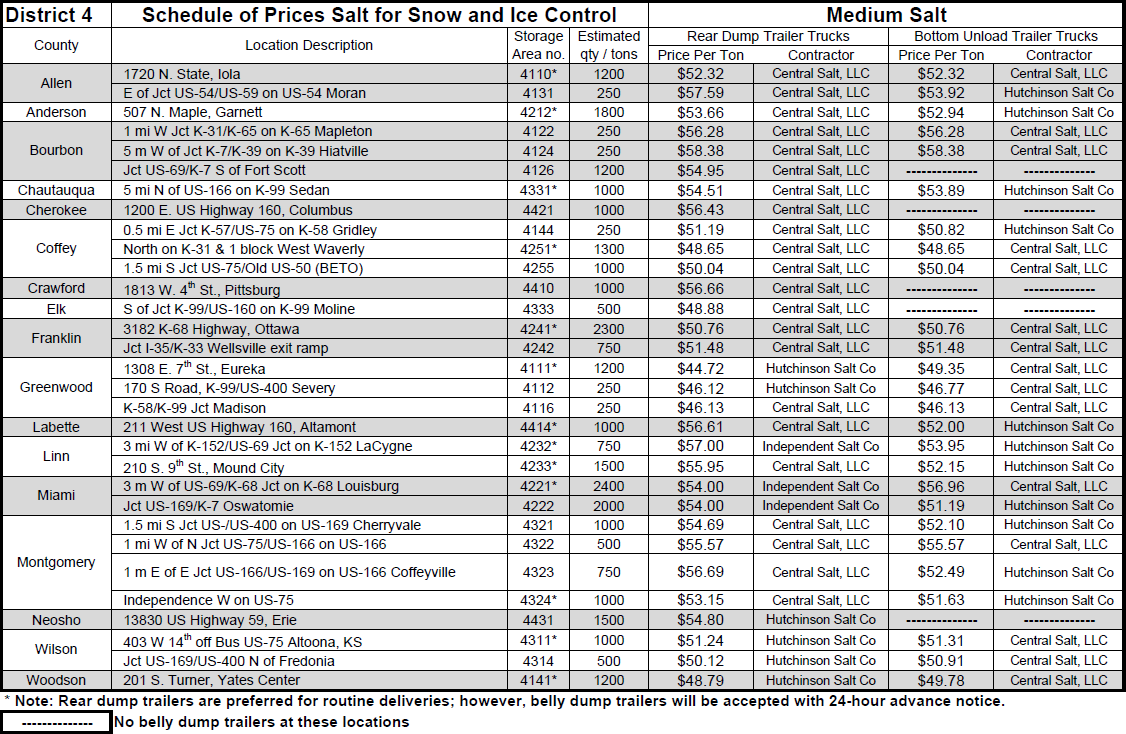 District 4 Schedule of Prices Salt for Snow and Ice Control Medium Salt
County Location Description Storage Area no. Estimated qty / tons Rear Dump Trailer Trucks Bottom Unload Trailer Trucks
Price Per Ton Contractor Price Per Ton Contractor
Allen 1720 N. State, Iola 4110* 1200 $52.32 Central Salt, LLC $52.32 Central Salt, LLC
E of Jct US-54/US-59 on US-54 Moran 4131 250 $57.59 Central Salt, LLC $53.92 Hutchinson Salt Co
Anderson 507 N. Maple, Garnett 4212* 1800 $53.66 Central Salt, LLC $52.94 Hutchinson Salt Co
Bourbon 1 mi W Jct K-31/K-65 on K-65 Mapleton 4122 250 $56.28 Central Salt, LLC $56.28 Central Salt, LLC
5 m W of Jct K-7/K-39 on K-39 Hiatville 4124 250 $58.38 Central Salt, LLC $58.38 Central Salt, LLC
Jct US-69/K-7 S of Fort Scott 4126 1200 $54.95 Central Salt, LLC -------------- --------------
Chautauqua 5 mi N of US-166 on K-99 Sedan 4331* 1000 $54.51 Central Salt, LLC $53.89 Hutchinson Salt Co
Cherokee 1200 E. US Highway 160, Columbus 4421 1000 $56.43 Central Salt, LLC -------------- --------------
Coffey 0.5 mi E Jct K-57/US-75 on K-58 Gridley 4144 250 $51.19 Central Salt, LLC $50.82 Hutchinson Salt Co
North on K-31 & 1 block West Waverly 4251* 1300 $48.65 Central Salt, LLC $48.65 Central Salt, LLC
1.5 mi S Jct US-75/Old US-50 (BETO) 4255 1000 $50.04 Central Salt, LLC $50.04 Central Salt, LLC
Crawford 1813 W. 4th St., Pittsburg 4410 1000 $56.66 Central Salt, LLC -------------- --------------
Elk S of Jct K-99/US-160 on K-99 Moline 4333 500 $48.88 Central Salt, LLC -------------- --------------
Franklin 3182 K-68 Highway, Ottawa 4241* 2300 $50.76 Central Salt, LLC $50.76 Central Salt, LLC
Jct I-35/K-33 Wellsville exit ramp 4242 750 $51.48 Central Salt, LLC $51.48 Central Salt, LLC
Greenwood 1308 E. 7th St., Eureka 4111* 1200 $44.72 Hutchinson Salt Co $49.35 Central Salt, LLC
170 S Road, K-99/US-400 Severy 4112 250 $46.12 Hutchinson Salt Co $46.77 Central Salt, LLC
K-58/K-99 Jct Madison 4116 250 $46.13 Central Salt, LLC $46.13 Central Salt, LLC
Labette 211 West US Highway 160, Altamont 4414* 1000 $56.61 Central Salt, LLC $52.00 Hutchinson Salt Co
Linn 3 mi W of K-152/US-69 Jct on K-152 LaCygne 4232* 750 $57.00 Independent Salt Co $53.95 Hutchinson Salt Co
210 S. 9th St., Mound City 4233* 1500 $55.95 Central Salt, LLC $52.15 Hutchinson Salt Co
Miami 3 m W of US-69/K-68 Jct on K-68 Louisburg 4221* 2400 $54.00 Independent Salt Co $56.96 Central Salt, LLC
Jct US-169/K-7 Oswatomie 4222 2000 $54.00 Independent Salt Co $51.19 Hutchinson Salt Co
Montgomery 1.5 mi S Jct US-/US-400 on US-169 Cherryvale 4321 1000 $54.69 Central Salt, LLC $52.10 Hutchinson Salt Co
1 mi W of N Jct US-75/US-166 on US-166 4322 500 $55.57 Central Salt, LLC $55.57 Central Salt, LLC
1 m E of E Jct US-166/US-169 on US-166 Coffeyville 4323 750 $56.69 Central Salt, LLC $52.49 Hutchinson Salt Co
Independence W on US-75 4324* 1000 $53.15 Central Salt, LLC $51.63 Hutchinson Salt Co
Neosho 13830 US Highway 59, Erie 4431 1500 $54.80 Hutchinson Salt Co -------------- --------------
Wilson 403 W 14th off Bus US-75 Altoona, KS 4311* 1000 $51.24 Hutchinson Salt Co $51.31 Central Salt, LLC
Jct US-169/US-400 N of Fredonia 4314 500 $50.12 Hutchinson Salt Co $50.91 Central Salt, LLC
Woodson 201 S. Turner, Yates Center 4141* 1200 $48.79 Hutchinson Salt Co $49.78 Central Salt, LLC
* Note: Rear dump trailers are preferred for routine deliveries; however, belly dump trailers will be accepted with 24-hour advance notice.
-------------- No belly dump trailers at these locations